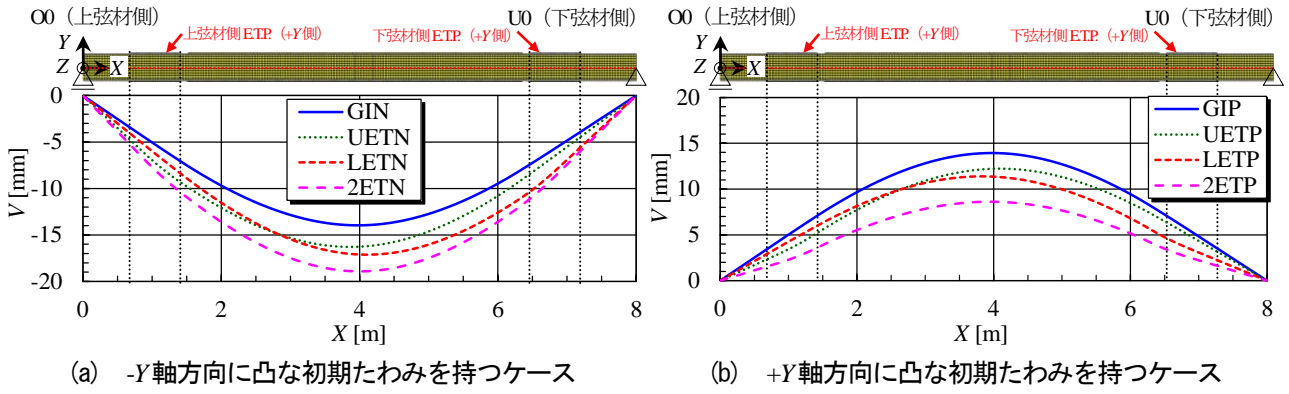 O0（上弦材側）
U0（下弦材側）
上弦材側 E.T.P.（+Y側）
下弦材側 E.T.P.（+Y側）
Y
Z
X
0
-5
-10
-15
-20
V [mm]
GIN
UETN
LETN
2ETN
0
2
4
6
8
X [m]
(a) -Y軸方向に凸な初期たわみを持つケース
O0（上弦材側）
U0（下弦材側）
上弦材側 E.T.P.（+Y側）
下弦材側 E.T.P.（+Y側）
Y
Z
X
20
15
10
5
0
V [mm]
GIP
UETP
LETP
2ETP
0
2
4
6
8
X [m]
(b) +Y軸方向に凸な初期たわみを持つケース